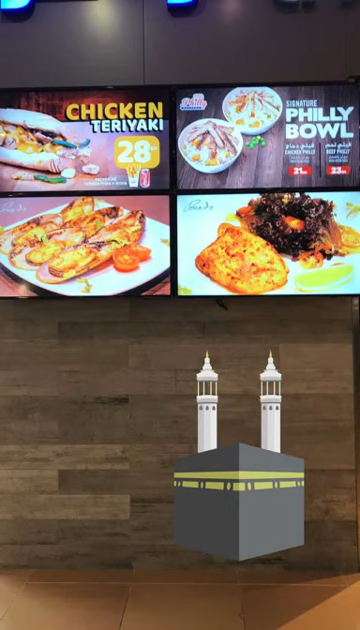 CHICKEN
TERIYAKI
28
Philly
SIGNATURE
PHILLY
BOWL
فيلي دجاج
CHICKEN PHILLY
فيلي لحم
BEEF PHILLY
21
23